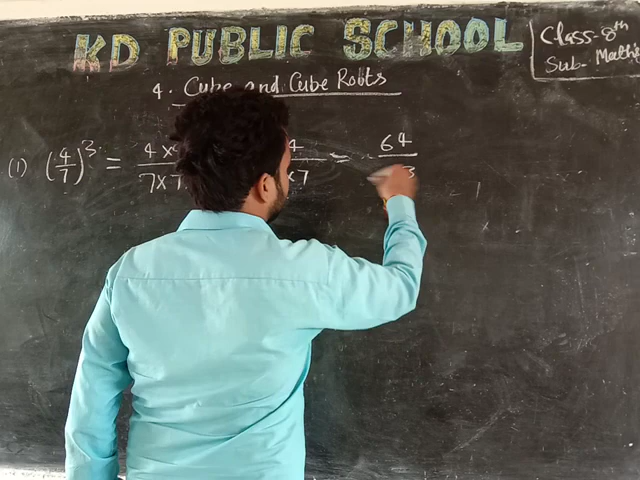 KD PUBLIC SCHOOL
Class-8th
Sub- Maths
4. Cube and Cube Roots
(1) (4/7)^3 = 4 × / 7×7 4 / ×7 = 64 / 3